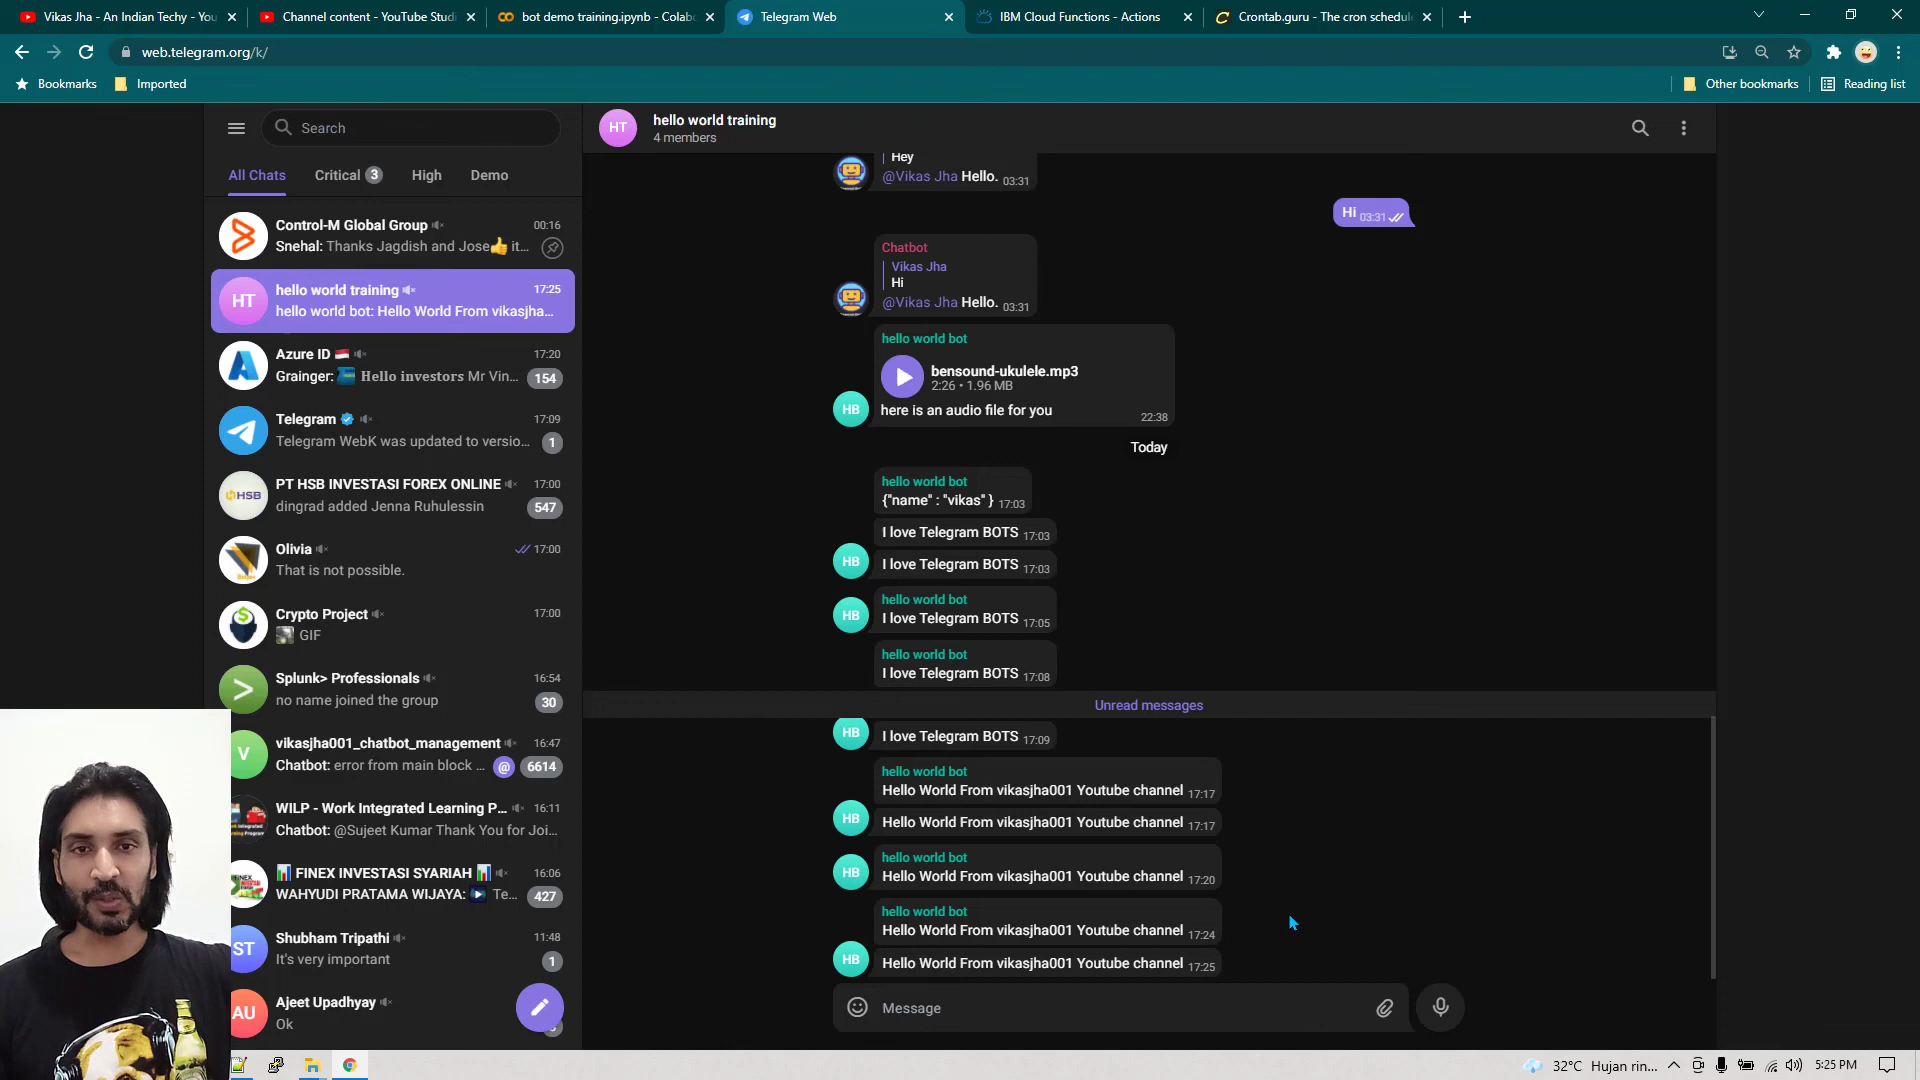 Vikas Jha - An Indian Techy - You
Channel content - YouTube Studi
bot demo training.ipynb - Colab
Telegram Web
IBM Cloud Functions - Actions
Crontab.guru - The cron schedul
web.telegram.org/k/
Bookmarks
Imported
Other bookmarks
Reading list
Search
All Chats
Critical 3
High
Demo
Control-M Global Group 00:16
Snehal: Thanks Jagdish and Jose👍 it...
HT
hello world training 17:25
hello world bot: Hello World From vikasjha...
Azure ID 🇮🇩 17:20
Grainger: Hello investors Mr Vin... 154
Telegram 17:09
Telegram WebK was updated to versio... 1
HSB
PT HSB INVESTASI FOREX ONLINE 17:00
dingrad added Jenna Ruhulessin 547
Olivia 17:00
That is not possible.
Crypto Project 17:00
GIF
Splunk> Professionals 16:54
no name joined the group 30
V
vikasjha001_chatbot_management 16:47
Chatbot: error from main block ... @ 6614
WILP - Work Integrated Learning P... 16:11
Chatbot: @Sujeet Kumar Thank You for Joi...
📊 FINEX INVESTASI SYARIAH 📊 16:06
WAHYUDI PRATAMA WIJAYA: Te... 427
ST
Shubham Tripathi 11:48
It's very important 1
AU
Ajeet Upadhyay
Ok
HT
hello world training
4 members
Hey
@Vikas Jha Hello. 03:31
Hi 03:31
Chatbot
Vikas Jha
Hi
@Vikas Jha Hello. 03:31
hello world bot
bensound-ukulele.mp3
2:26 • 1.96 MB
HB
here is an audio file for you 22:38
Today
hello world bot
{"name" : "vikas" } 17:03
I love Telegram BOTS 17:03
HB
I love Telegram BOTS 17:03
hello world bot
HB
I love Telegram BOTS 17:05
hello world bot
I love Telegram BOTS 17:08
Unread messages
HB
I love Telegram BOTS 17:09
hello world bot
Hello World From vikasjha001 Youtube channel 17:17
HB
Hello World From vikasjha001 Youtube channel 17:17
hello world bot
HB
Hello World From vikasjha001 Youtube channel 17:20
hello world bot
Hello World From vikasjha001 Youtube channel 17:24
HB
Hello World From vikasjha001 Youtube channel 17:25
Message
32°C Hujan rin...
5:25 PM